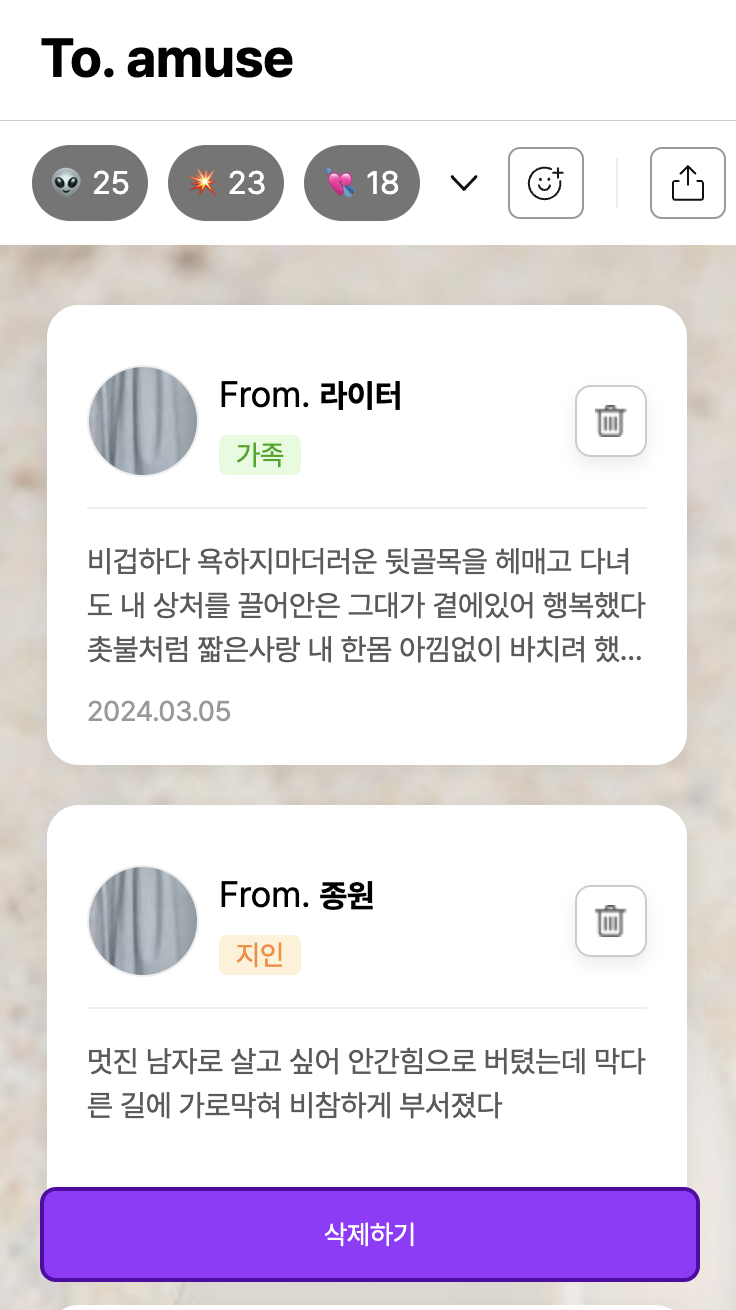 To. amuse
👽 25 💥 23 💘 18
From. 라이터
가족
비겁하다 욕하지마더러운 뒷골목을 헤매고 다녀
도 내 상처를 끌어안은 그대가 곁에있어 행복했다
촛불처럼 짧은사랑 내 한몸 아낌없이 바치려 했...
2024.03.05
From. 종원
지인
멋진 남자로 살고 싶어 안간힘으로 버텼는데 막다
른 길에 가로막혀 비참하게 부서졌다
삭제하기